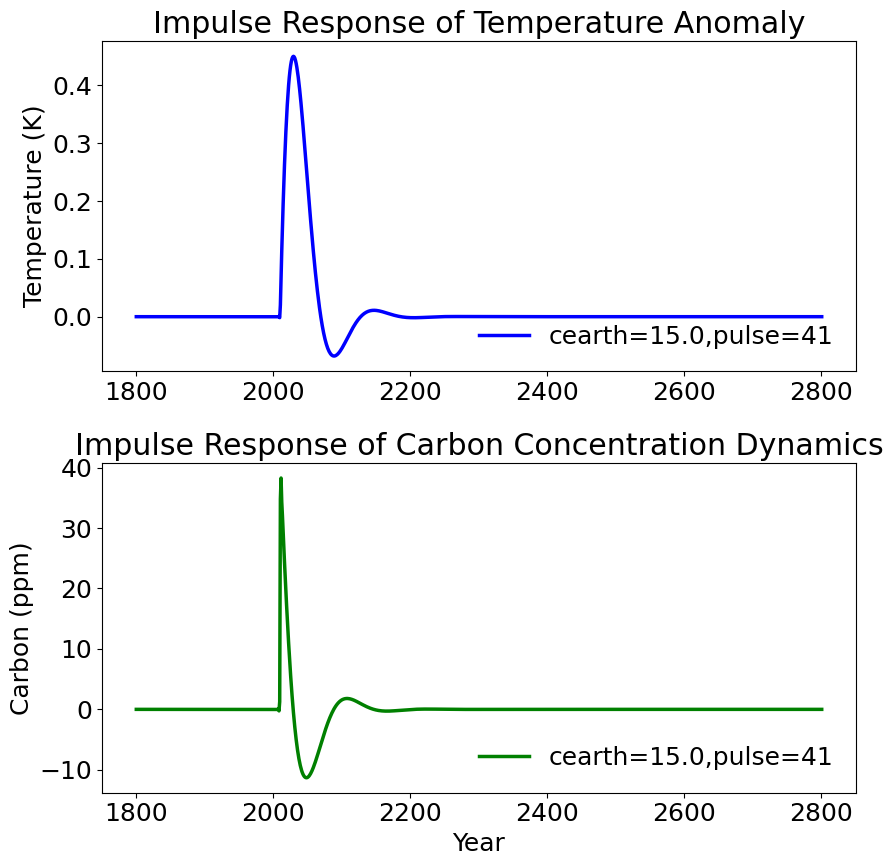 Impulse Response of Temperature Anomaly
Temperature (K)
0.4
0.3
0.2
0.1
0.0
cearth=15.0,pulse=41
1800 2000 2200 2400 2600 2800
Impulse Response of Carbon Concentration Dynamics
Carbon (ppm)
40
30
20
10
0
−10
cearth=15.0,pulse=41
1800 2000 2200 2400 2600 2800
Year